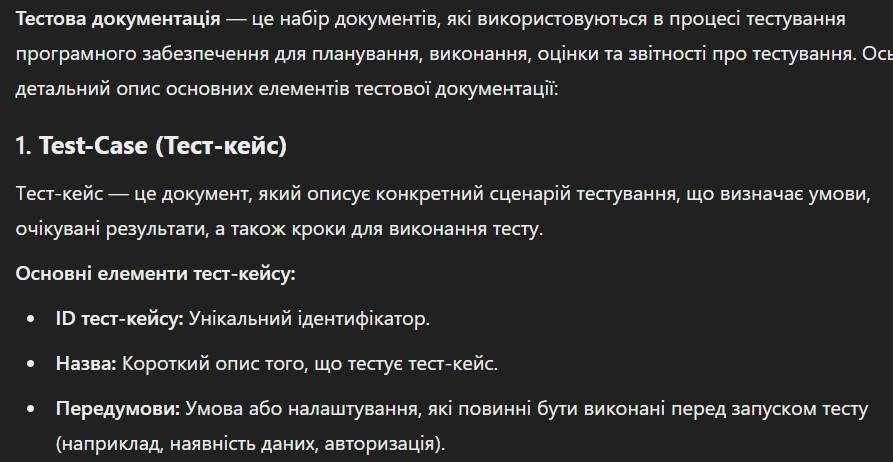 Тестова документація — це набір документів, які використовуються в процесі тестування
програмного забезпечення для планування, виконання, оцінки та звітності про тестування. Ось
детальний опис основних елементів тестової документації:
1. Test-Case (Тест-кейс)
Тест-кейс — це документ, який описує конкретний сценарій тестування, що визначає умови,
очікувані результати, а також кроки для виконання тесту.
Основні елементи тест-кейсу:
• ID тест-кейсу: Унікальний ідентифікатор.
• Назва: Короткий опис того, що тестує тест-кейс.
• Передумови: Умова або налаштування, які повинні бути виконані перед запуском тесту
(наприклад, наявність даних, авторизація).